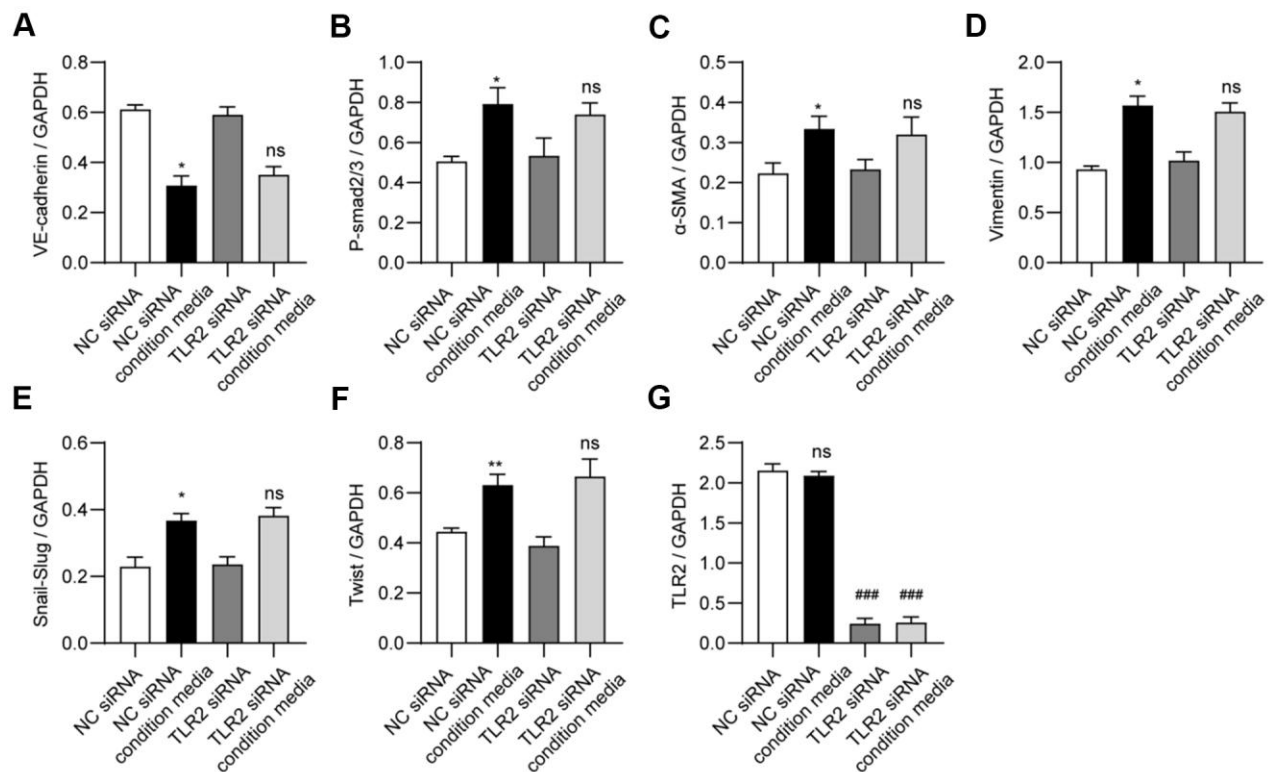 A
VE-cadherin / GAPDH
0.8
0.6
0.4
0.2
0.0
*
ns
NC siRNA
NC siRNA
condition media
TLR2 siRNA
TLR2 siRNA
condition media
B
P-smad2/3 / GAPDH
1.0
0.8
0.6
0.4
0.2
0.0
*
ns
NC siRNA
NC siRNA
condition media
TLR2 siRNA
TLR2 siRNA
condition media
C
α-SMA / GAPDH
0.5
0.4
0.3
0.2
0.1
0.0
*
ns
NC siRNA
NC siRNA
condition media
TLR2 siRNA
TLR2 siRNA
condition media
D
Vimentin / GAPDH
2.0
1.5
1.0
0.5
0.0
*
ns
NC siRNA
NC siRNA
condition media
TLR2 siRNA
TLR2 siRNA
condition media
E
Snail-Slug / GAPDH
0.6
0.4
0.2
0.0
*
ns
NC siRNA
NC siRNA
condition media
TLR2 siRNA
TLR2 siRNA
condition media
F
Twist / GAPDH
0.8
0.6
0.4
0.2
0.0
**
ns
NC siRNA
NC siRNA
condition media
TLR2 siRNA
TLR2 siRNA
condition media
G
TLR2 / GAPDH
2.5
2.0
1.5
1.0
0.5
0.0
ns
###
###
NC siRNA
NC siRNA
condition media
TLR2 siRNA
TLR2 siRNA
condition media